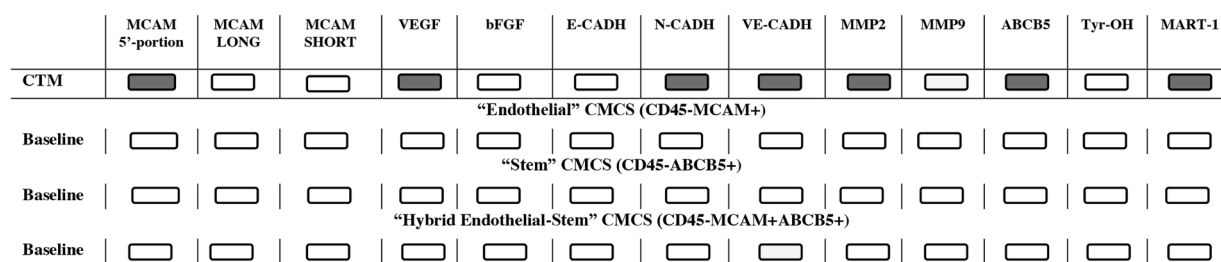 MCAM MCAM MCAM VEGF bFGF E-CADH N-CADH VE-CADH MMP2 MMP9 ABCB5 Tyr-OH MART-1
5’-portion LONG SHORT
CTM
“Endothelial” CMCS (CD45-MCAM+)
Baseline
“Stem” CMCS (CD45-ABCB5+)
Baseline
“Hybrid Endothelial-Stem” CMCS (CD45-MCAM+ABCB5+)
Baseline